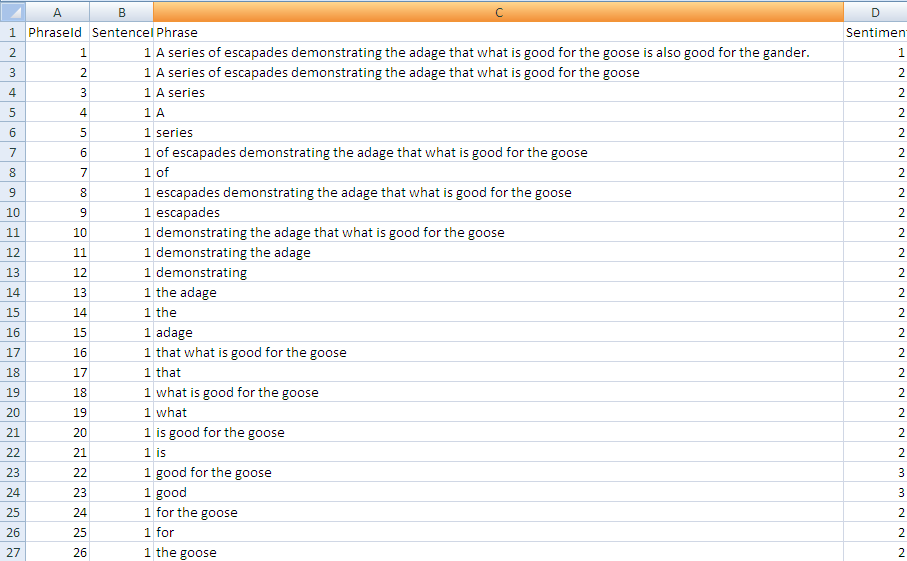 A B C D
1 PhraseId SentenceI Phrase Sentimen
2 1 1 A series of escapades demonstrating the adage that what is good for the goose is also good for the gander. 1
3 2 1 A series of escapades demonstrating the adage that what is good for the goose 2
4 3 1 A series 2
5 4 1 A 2
6 5 1 series 2
7 6 1 of escapades demonstrating the adage that what is good for the goose 2
8 7 1 of 2
9 8 1 escapades demonstrating the adage that what is good for the goose 2
10 9 1 escapades 2
11 10 1 demonstrating the adage that what is good for the goose 2
12 11 1 demonstrating the adage 2
13 12 1 demonstrating 2
14 13 1 the adage 2
15 14 1 the 2
16 15 1 adage 2
17 16 1 that what is good for the goose 2
18 17 1 that 2
19 18 1 what is good for the goose 2
20 19 1 what 2
21 20 1 is good for the goose 2
22 21 1 is 2
23 22 1 good for the goose 3
24 23 1 good 3
25 24 1 for the goose 2
26 25 1 for 2
27 26 1 the goose 2